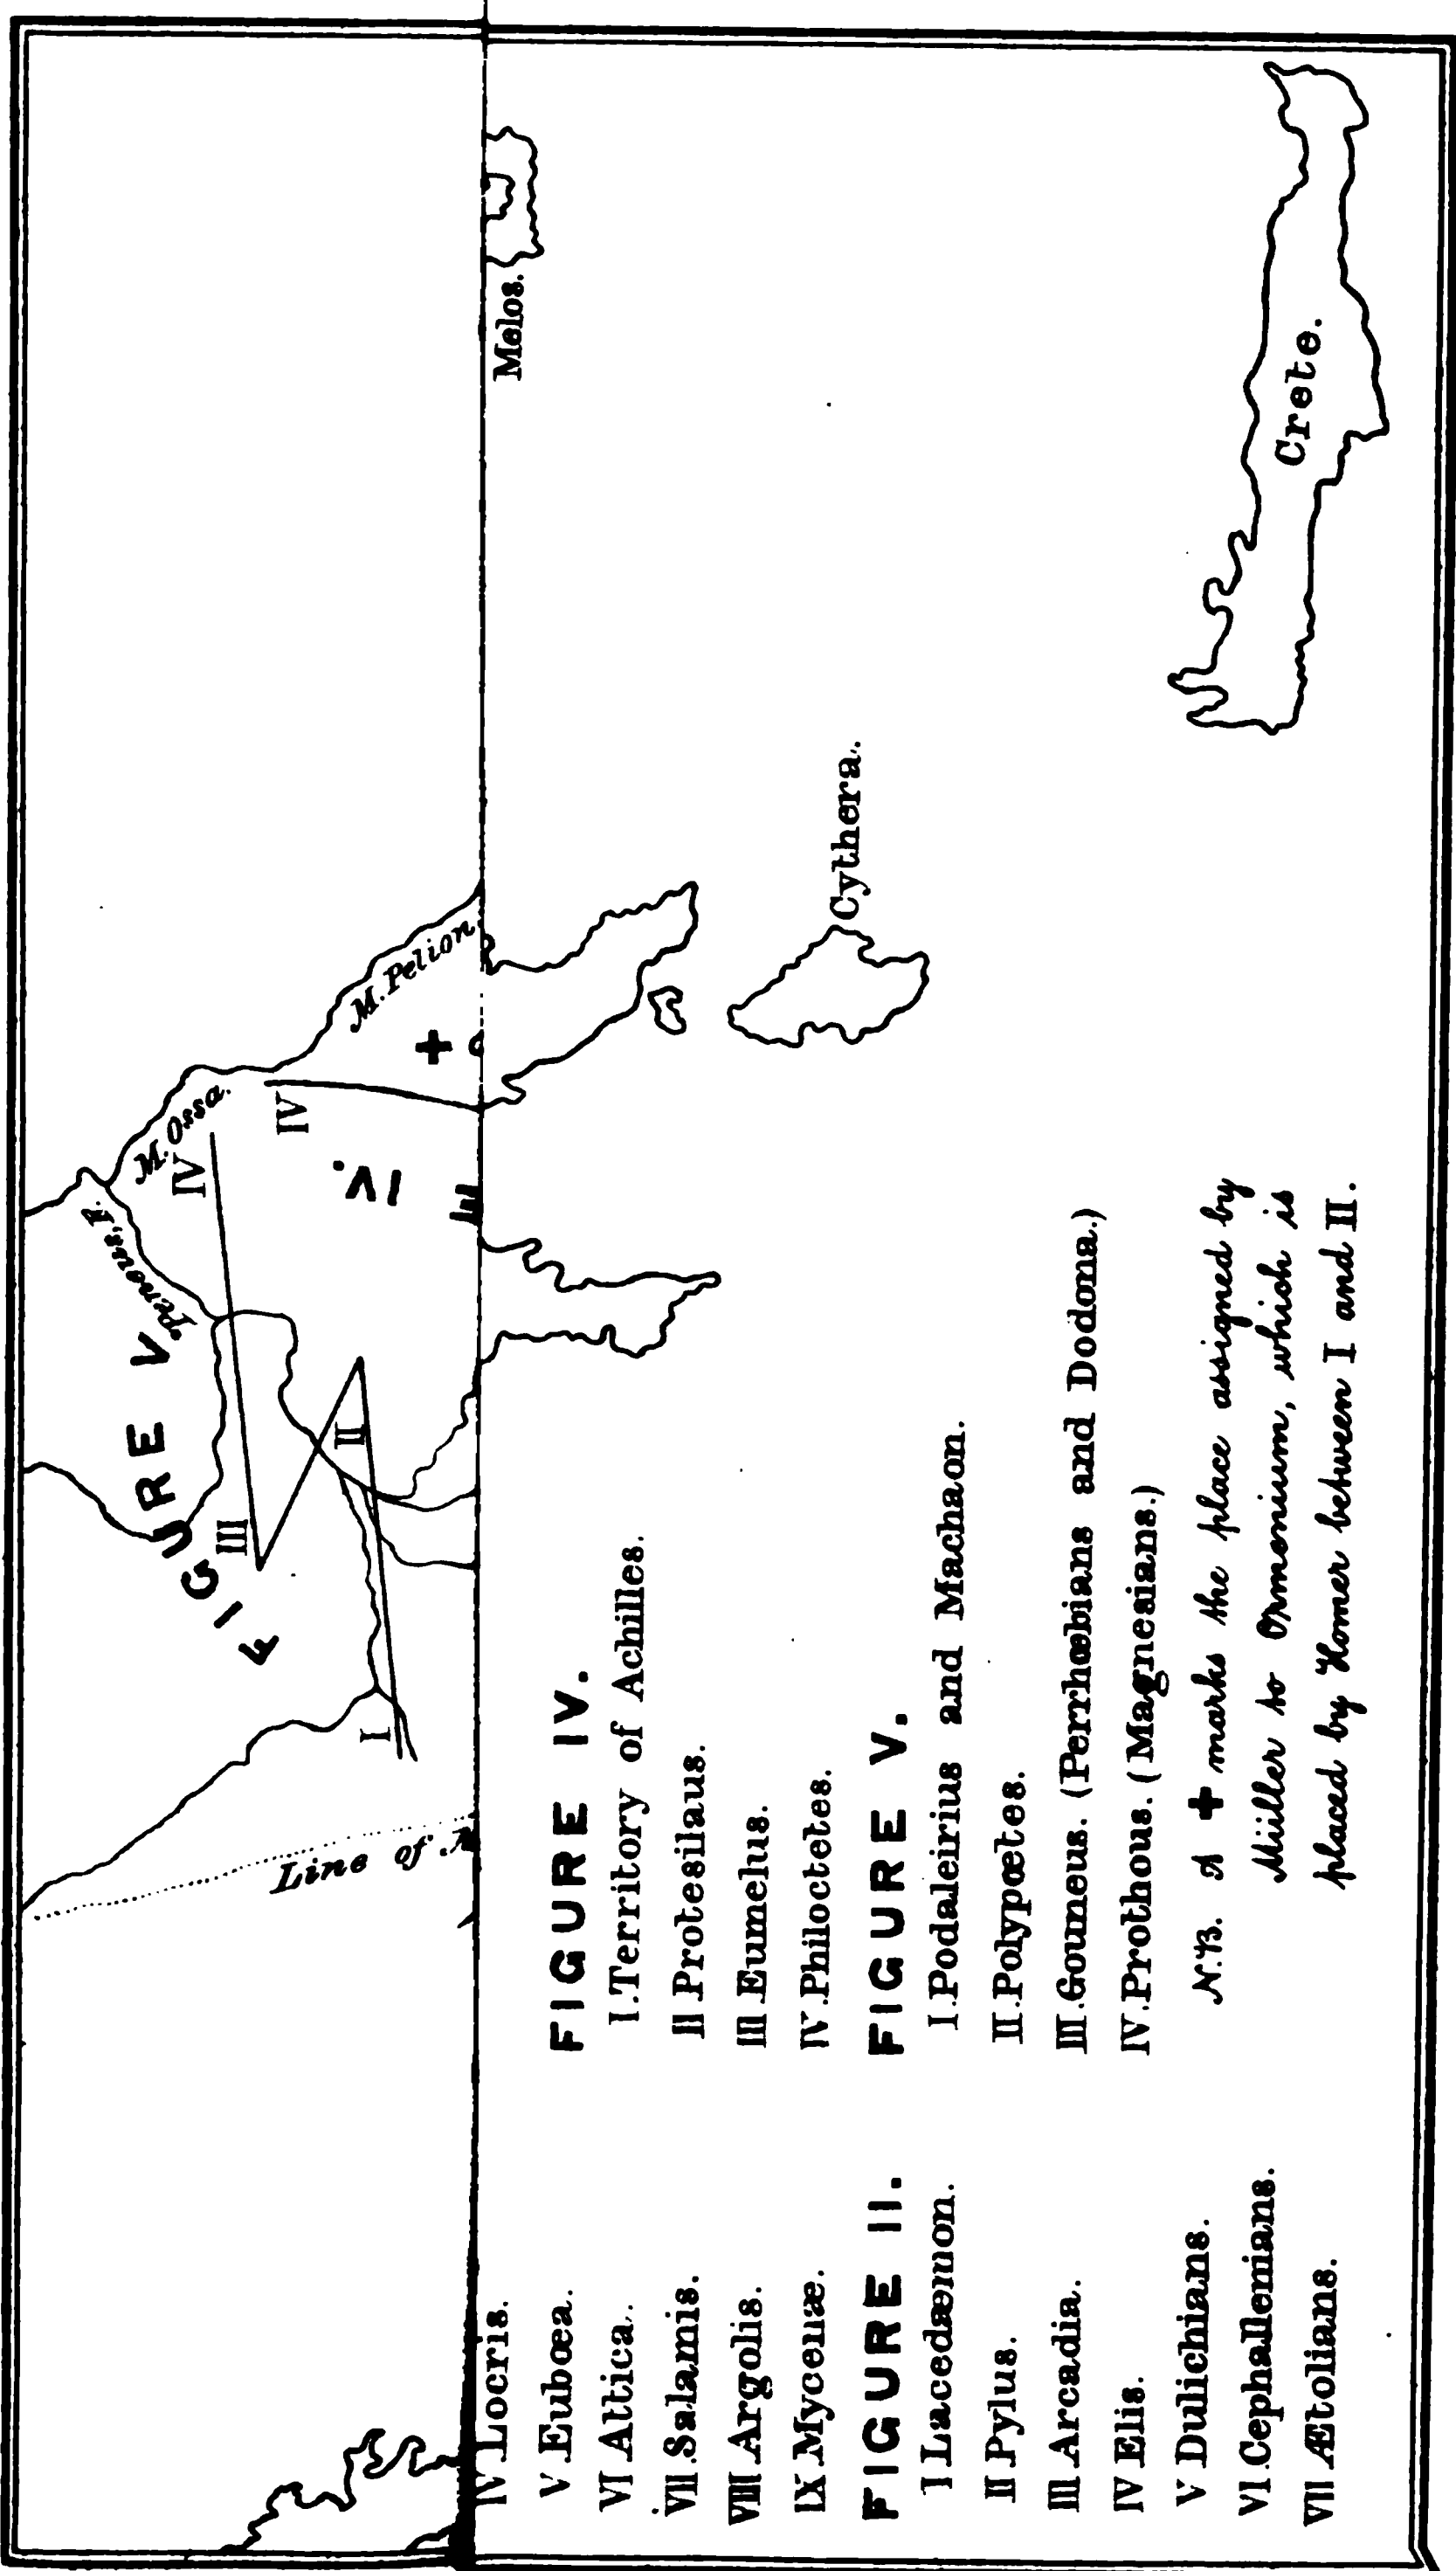 FIGURE V
Peneus, F.
M. Ossa.
M. Pelion
IV
IV
III
II
I
IV.
Line of
Melos.
Cythera.
Crete.
IV Locris.
V Eubœa.
VI Attica.
VII Salamis.
VIII Argolis.
IX Mycenæ.
FIGURE II.
I Lacedæmon.
II Pylus.
III Arcadia.
IV Elis.
V Dulichians.
VI. Cephallenians.
VII Ætolians.
FIGURE IV.
I. Territory of Achilles.
II Protesilaus.
III Eumelus.
IV. Philoctetes.
FIGURE V.
I. Podaleirius and Machaon.
II. Polypœtes.
III. Gouneus. (Perrhœbians and Dodona.)
IV. Prothous. (Magnesians.)
N.B. A + marks the place assigned by
Müller to Ormenium, which is
placed by Homer between I and II.